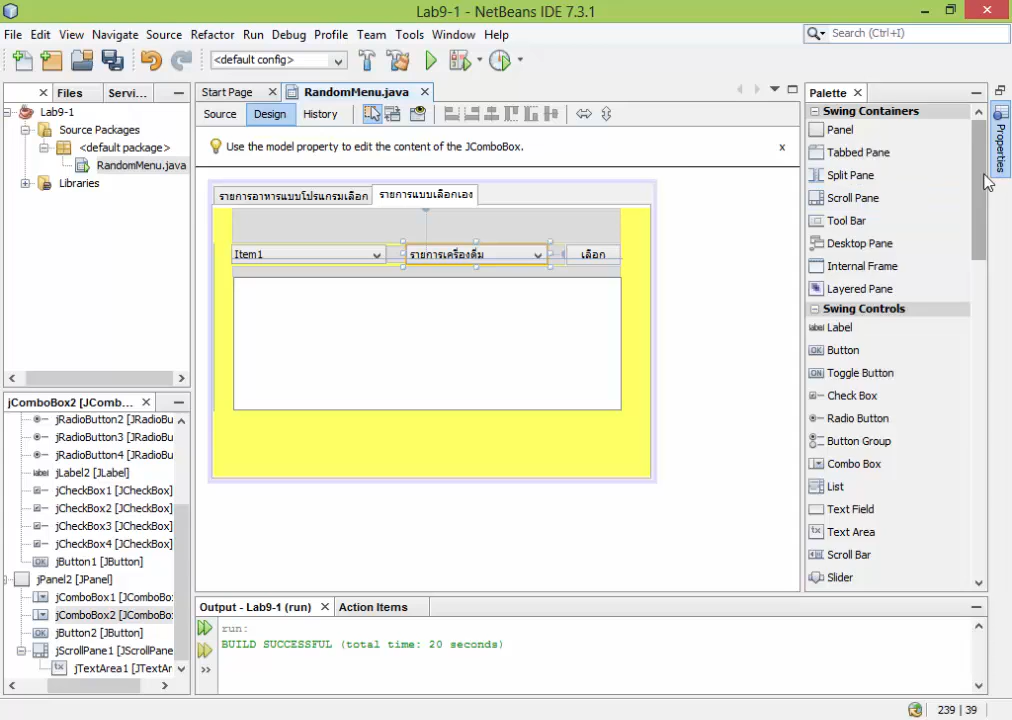 Lab9-1 - NetBeans IDE 7.3.1
File Edit View Navigate Source Refactor Run Debug Profile Team Tools Window Help
Search (Ctrl+I)
<default config>
Files Servi...
Start Page RandomMenu.java
Palette
Source Design History
Use the model property to edit the content of the JComboBox.
Lab9-1
Source Packages
<default package>
RandomMenu.java
Libraries
รายการอาหารแบบโปรแกรมเลือก รายการแบบเลือกเอง
Item1 รายการเครื่องดื่ม เลือก
Swing Containers
Panel
Tabbed Pane
Split Pane
Scroll Pane
Tool Bar
Desktop Pane
Internal Frame
Layered Pane
Swing Controls
Label
Button
Toggle Button
Check Box
Radio Button
Button Group
Combo Box
List
Text Field
Text Area
Scroll Bar
Slider
Properties
jComboBox2 [JComb...
jRadioButton2 [JRadioBu
jRadioButton3 [JRadioBu
jRadioButton4 [JRadioBu
jLabel2 [JLabel]
jCheckBox1 [JCheckBox]
jCheckBox2 [JCheckBox]
jCheckBox3 [JCheckBox]
jCheckBox4 [JCheckBox]
jButton1 [JButton]
jPanel2 [JPanel]
jComboBox1 [JComboBo
jComboBox2 [JComboBo
jButton2 [JButton]
jScrollPane1 [JScrollPane
jTextArea1 [JTextAr
Output - Lab9-1 (run) Action Items
run:
BUILD SUCCESSFUL (total time: 20 seconds)
239 | 39